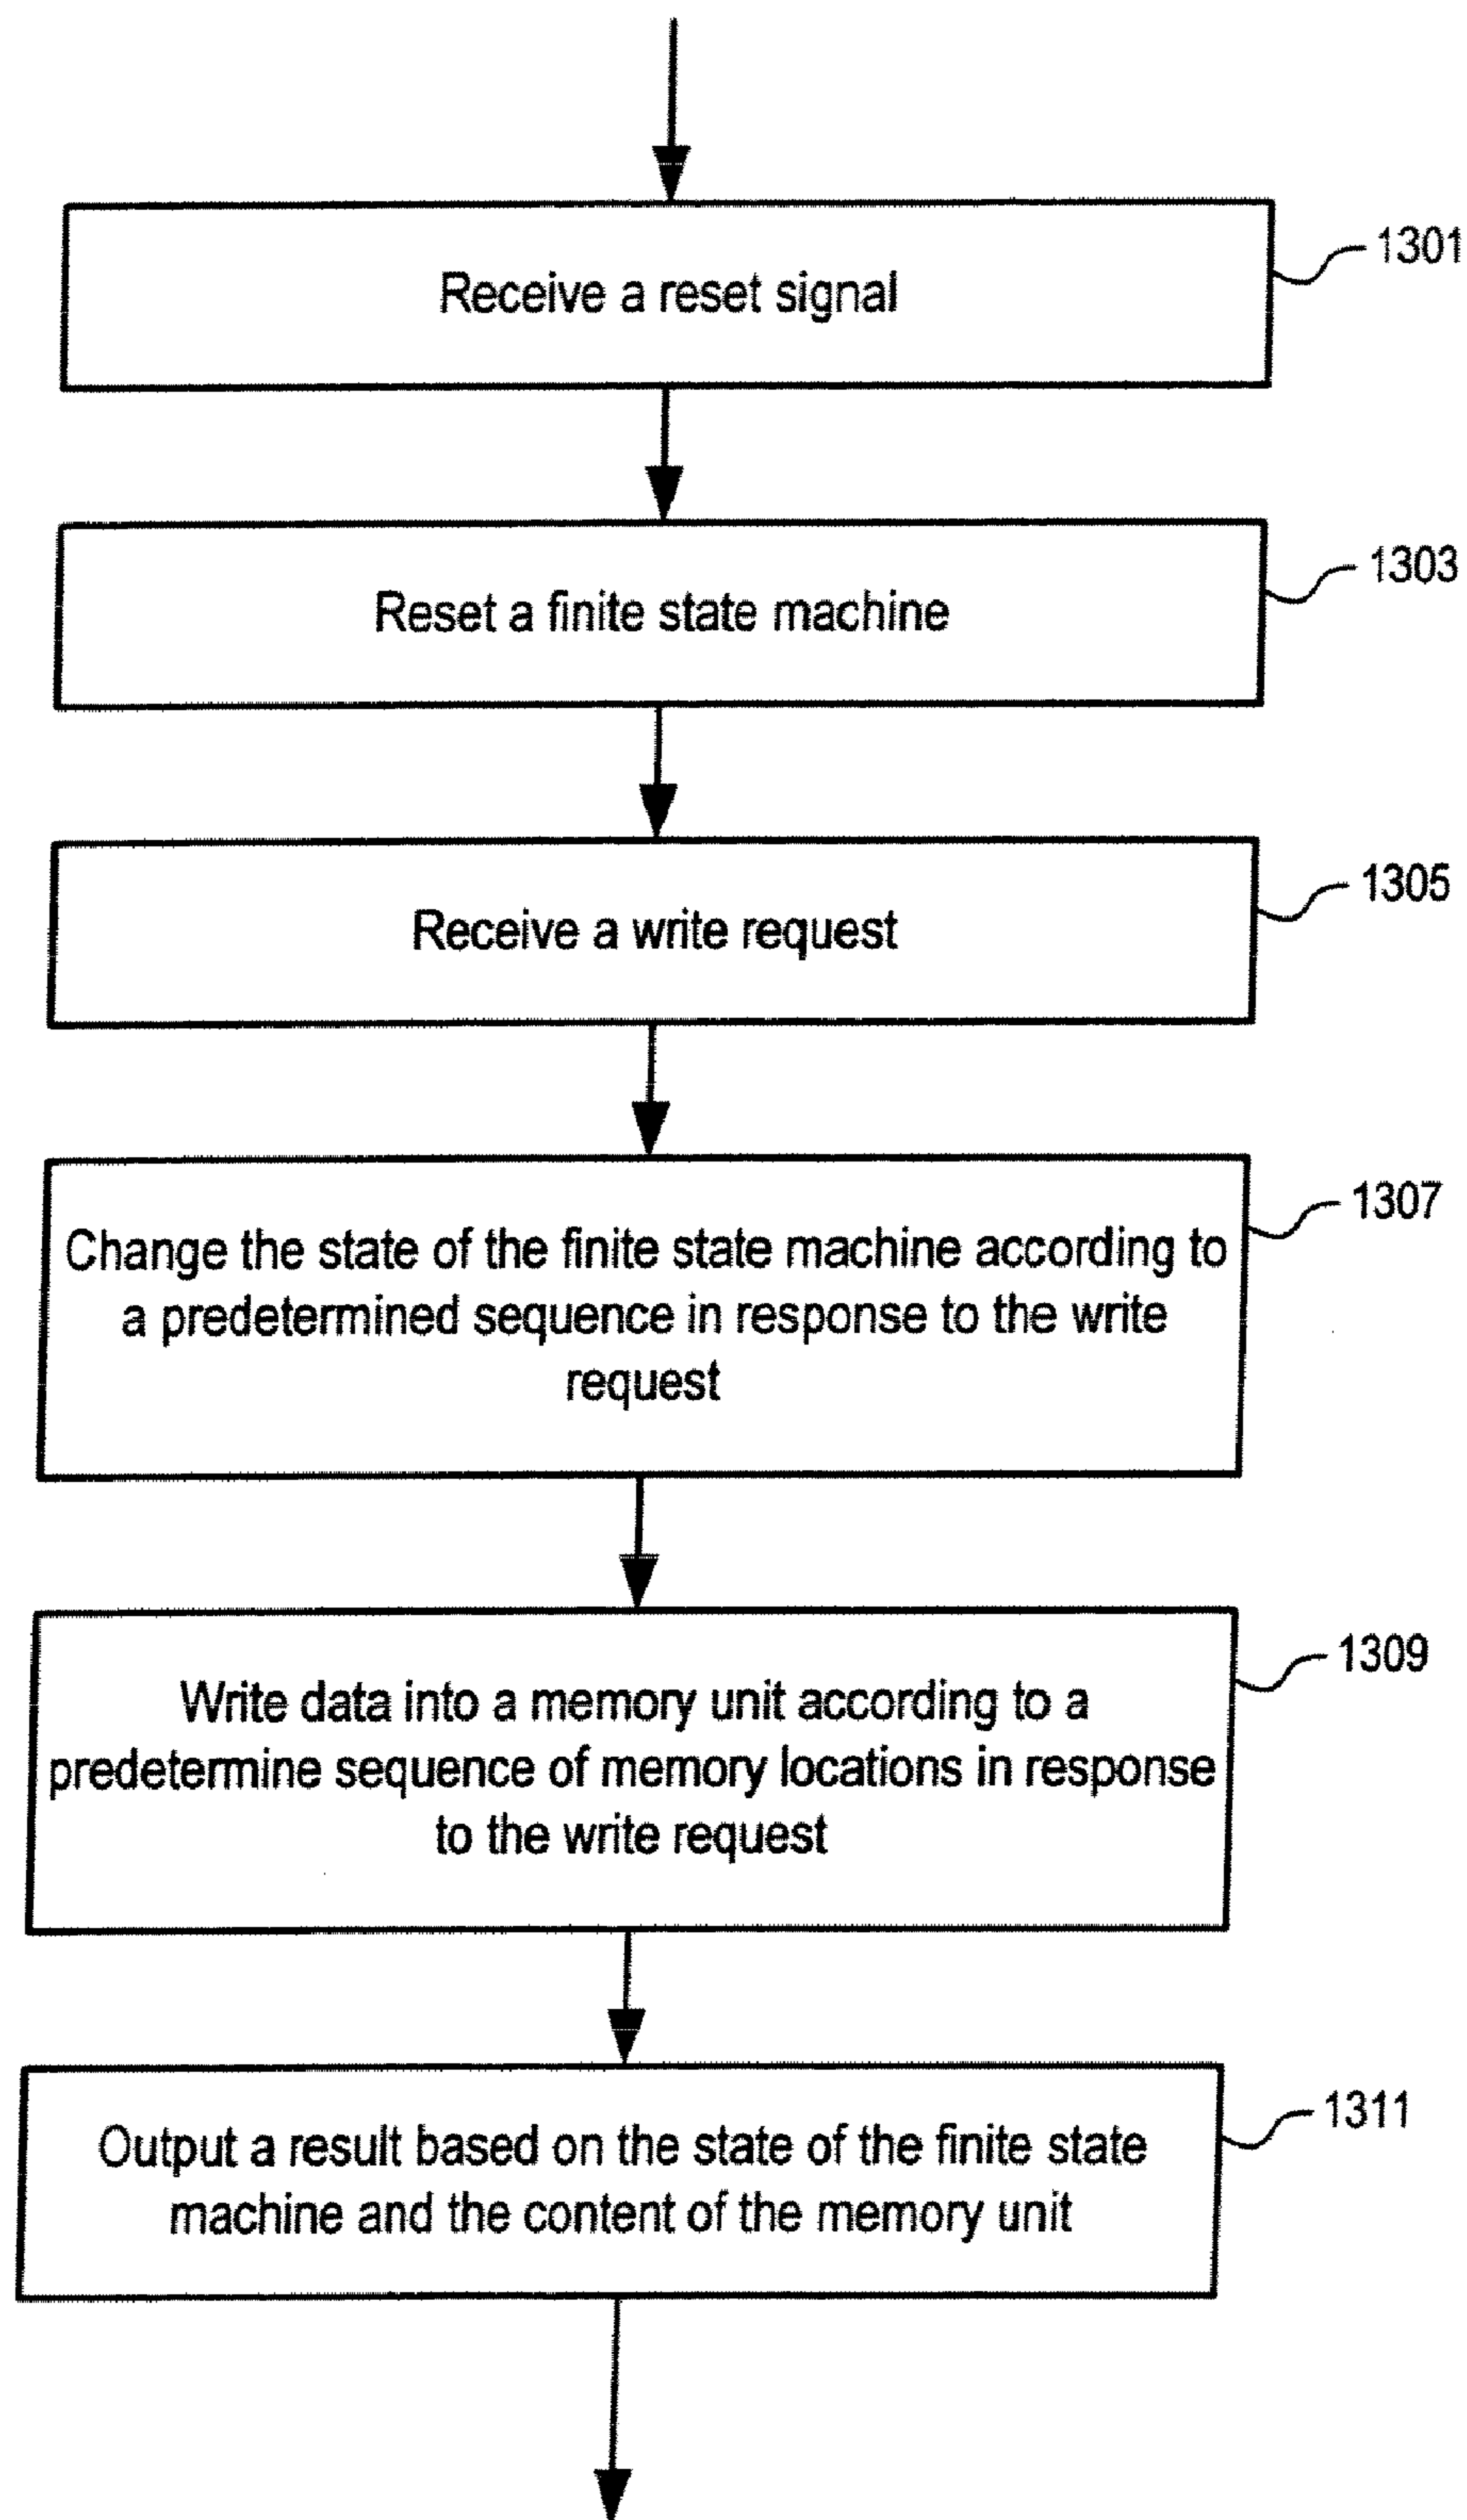 1301
Receive a reset signal
1303
Reset a finite state machine
1305
Receive a write request
1307
Change the state of the finite state machine according to
a predetermined sequence in response to the write
request
1309
Write data into a memory unit according to a
predetermine sequence of memory locations in response
to the write request
1311
Output a result based on the state of the finite state
machine and the content of the memory unit